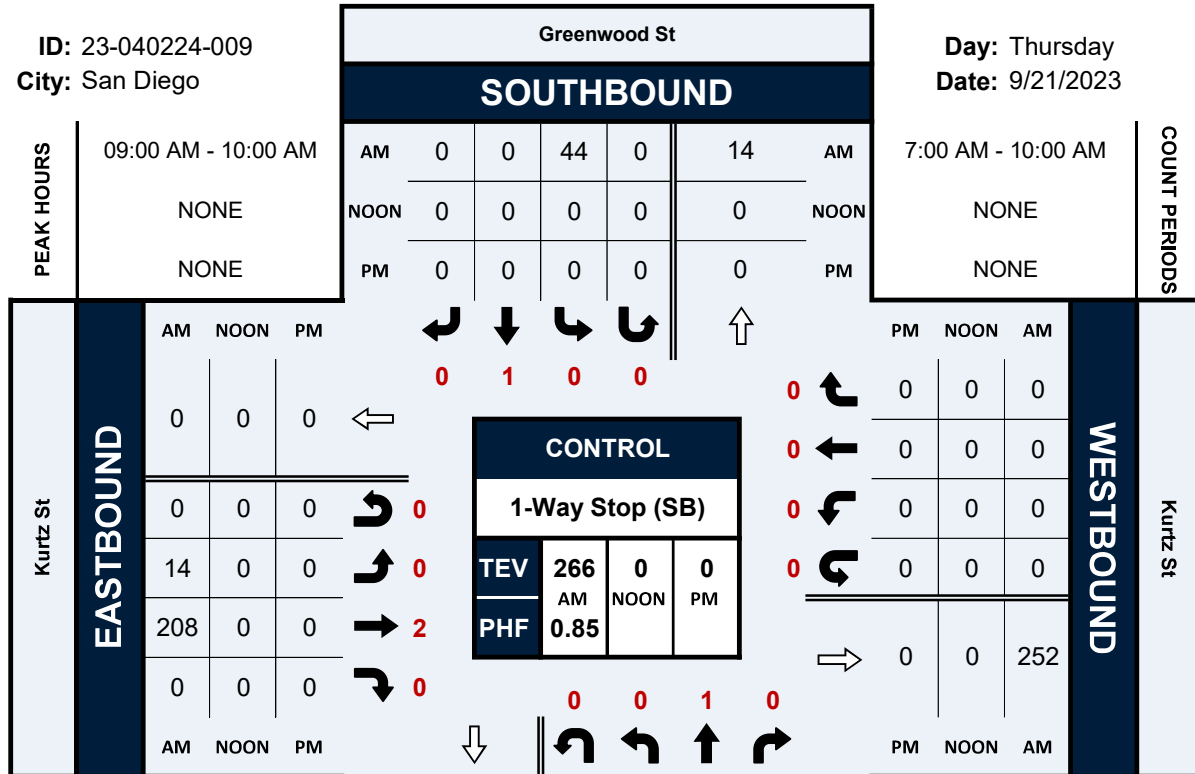 ID: 23-040224-009
City: San Diego
Greenwood St
SOUTHBOUND
Day: Thursday
Date: 9/21/2023
PEAK HOURS
09:00 AM - 10:00 AM
NONE
NONE
AM 0 0 44 0 14 AM
NOON 0 0 0 0 0 NOON
PM 0 0 0 0 0 PM
7:00 AM - 10:00 AM
NONE
NONE
COUNT PERIODS
0 1 0 0
Kurtz St
EASTBOUND
AM NOON PM
0 0 0
0 0 0 0
14 0 0 0
208 0 0 2
0 0 0 0
AM NOON PM
CONTROL
1-Way Stop (SB)
TEV 266 0 0
AM NOON PM
PHF 0.85
PM NOON AM
0 0 0 0
0 0 0 0
0 0 0 0
0 0 0 0
0 0 252
PM NOON AM
WESTBOUND
Kurtz St
0 0 1 0